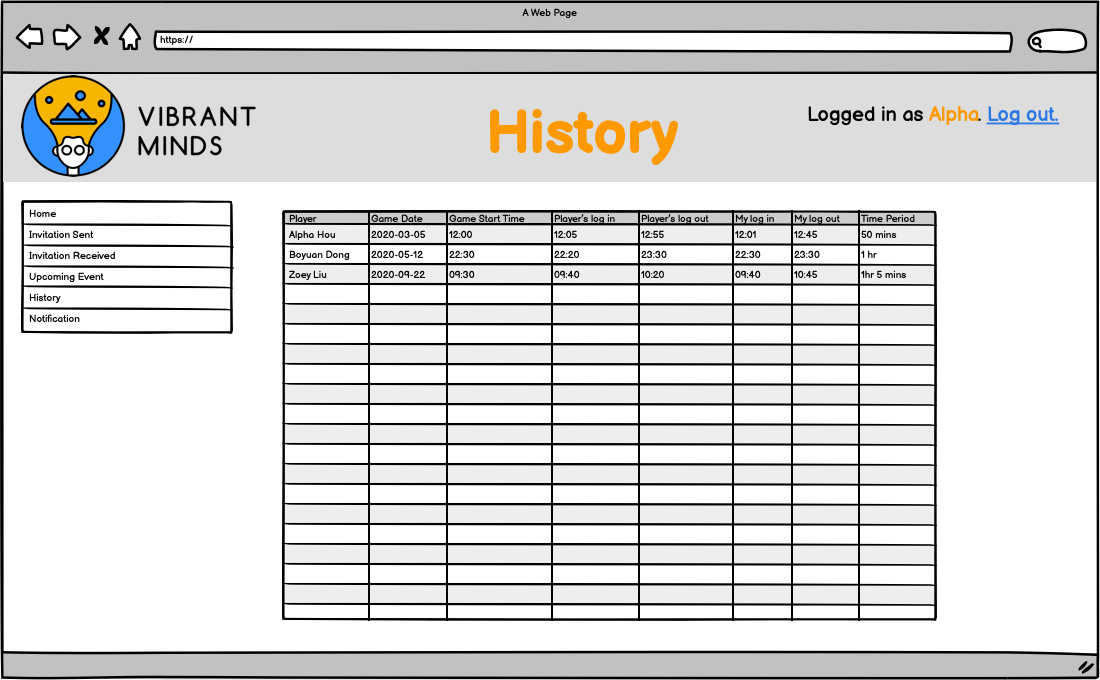 A Web Page
https://
VIBRANT
MINDS
History
Logged in as Alpha. Log out.
Home
Invitation Sent
Invitation Received
Upcoming Event
History
Notification
Player Game Date Game Start Time Player's log in Player's log out My log in My log out Time Period
Alpha Hou 2020-03-05 12:00 12:05 12:55 12:01 12:45 50 mins
Boyuan Dong 2020-05-12 22:30 22:20 23:30 22:30 23:30 1 hr
Zoey Liu 2020-09-22 09:30 09:40 10:20 09:40 10:45 1hr 5 mins